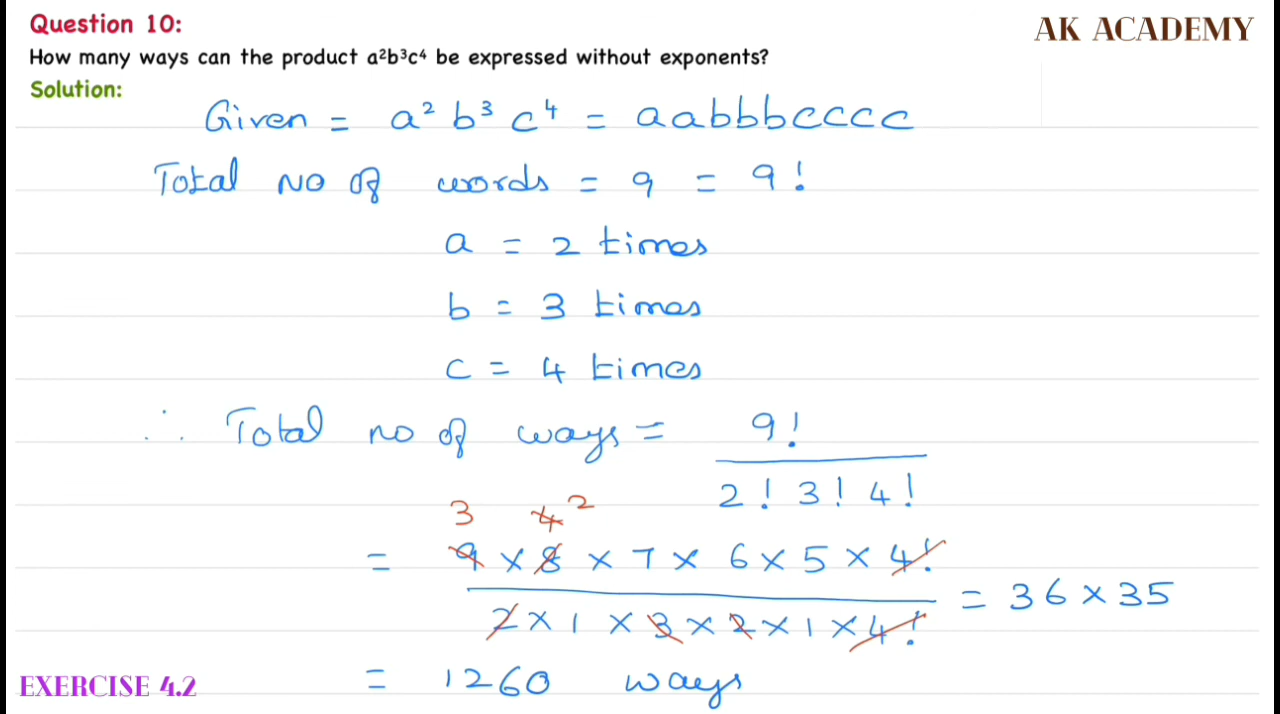 Question 10:
AK ACADEMY
How many ways can the product a²b³c⁴ be expressed without exponents?
Solution:
Given = a² b³ c⁴ = aabbbcccc
Total no of words = 9 = 9!
a = 2 times
b = 3 times
c = 4 times
∴ Total no of ways = 9! / 2! 3! 4!
3 4 2
= 9 × 8 × 7 × 6 × 5 × 4! / 2 × 1 × 3 × 2 × 1 × 4! = 36 × 35
= 1260 ways
EXERCISE 4.2